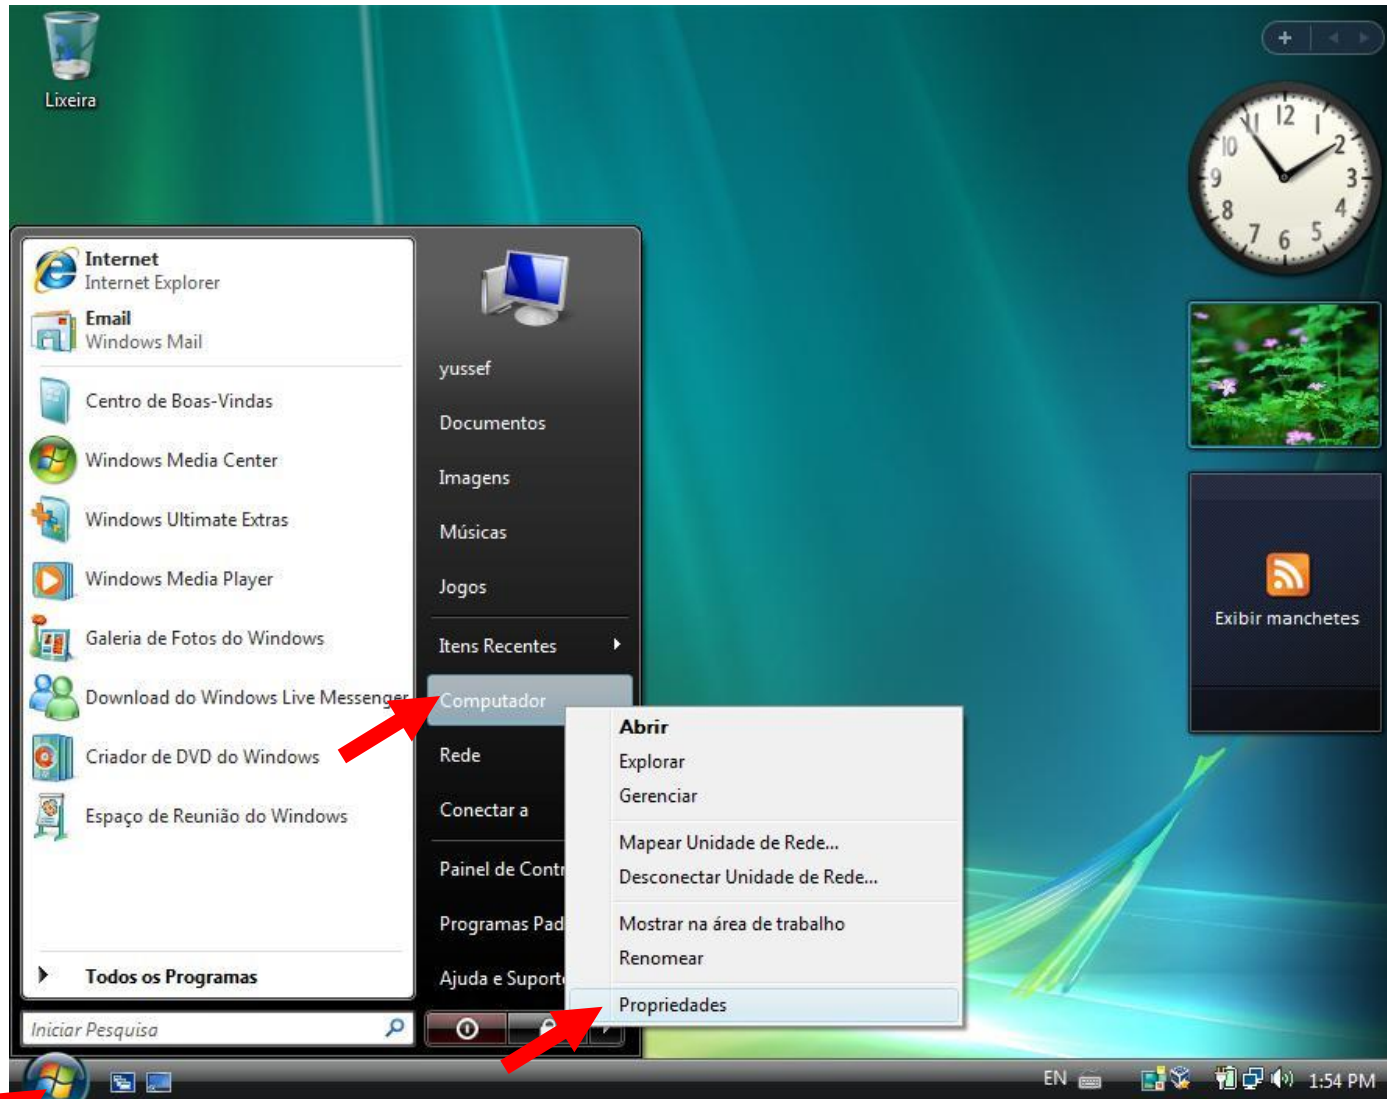 Lixeira
12
1
2
3
4
5
6
7
8
9
10
11
Internet
Internet Explorer
Email
Windows Mail
Centro de Boas-Vindas
Windows Media Center
Windows Ultimate Extras
Windows Media Player
Galeria de Fotos do Windows
Download do Windows Live Messenger
Criador de DVD do Windows
Espaço de Reunião do Windows
Todos os Programas
Iniciar Pesquisa
yussef
Documentos
Imagens
Músicas
Jogos
Itens Recentes
Computador
Rede
Conectar a
Painel de Contr
Programas Pad
Ajuda e Suport
Abrir
Explorar
Gerenciar
Mapear Unidade de Rede...
Desconectar Unidade de Rede...
Mostrar na área de trabalho
Renomear
Propriedades
Exibir manchetes
EN
1:54 PM